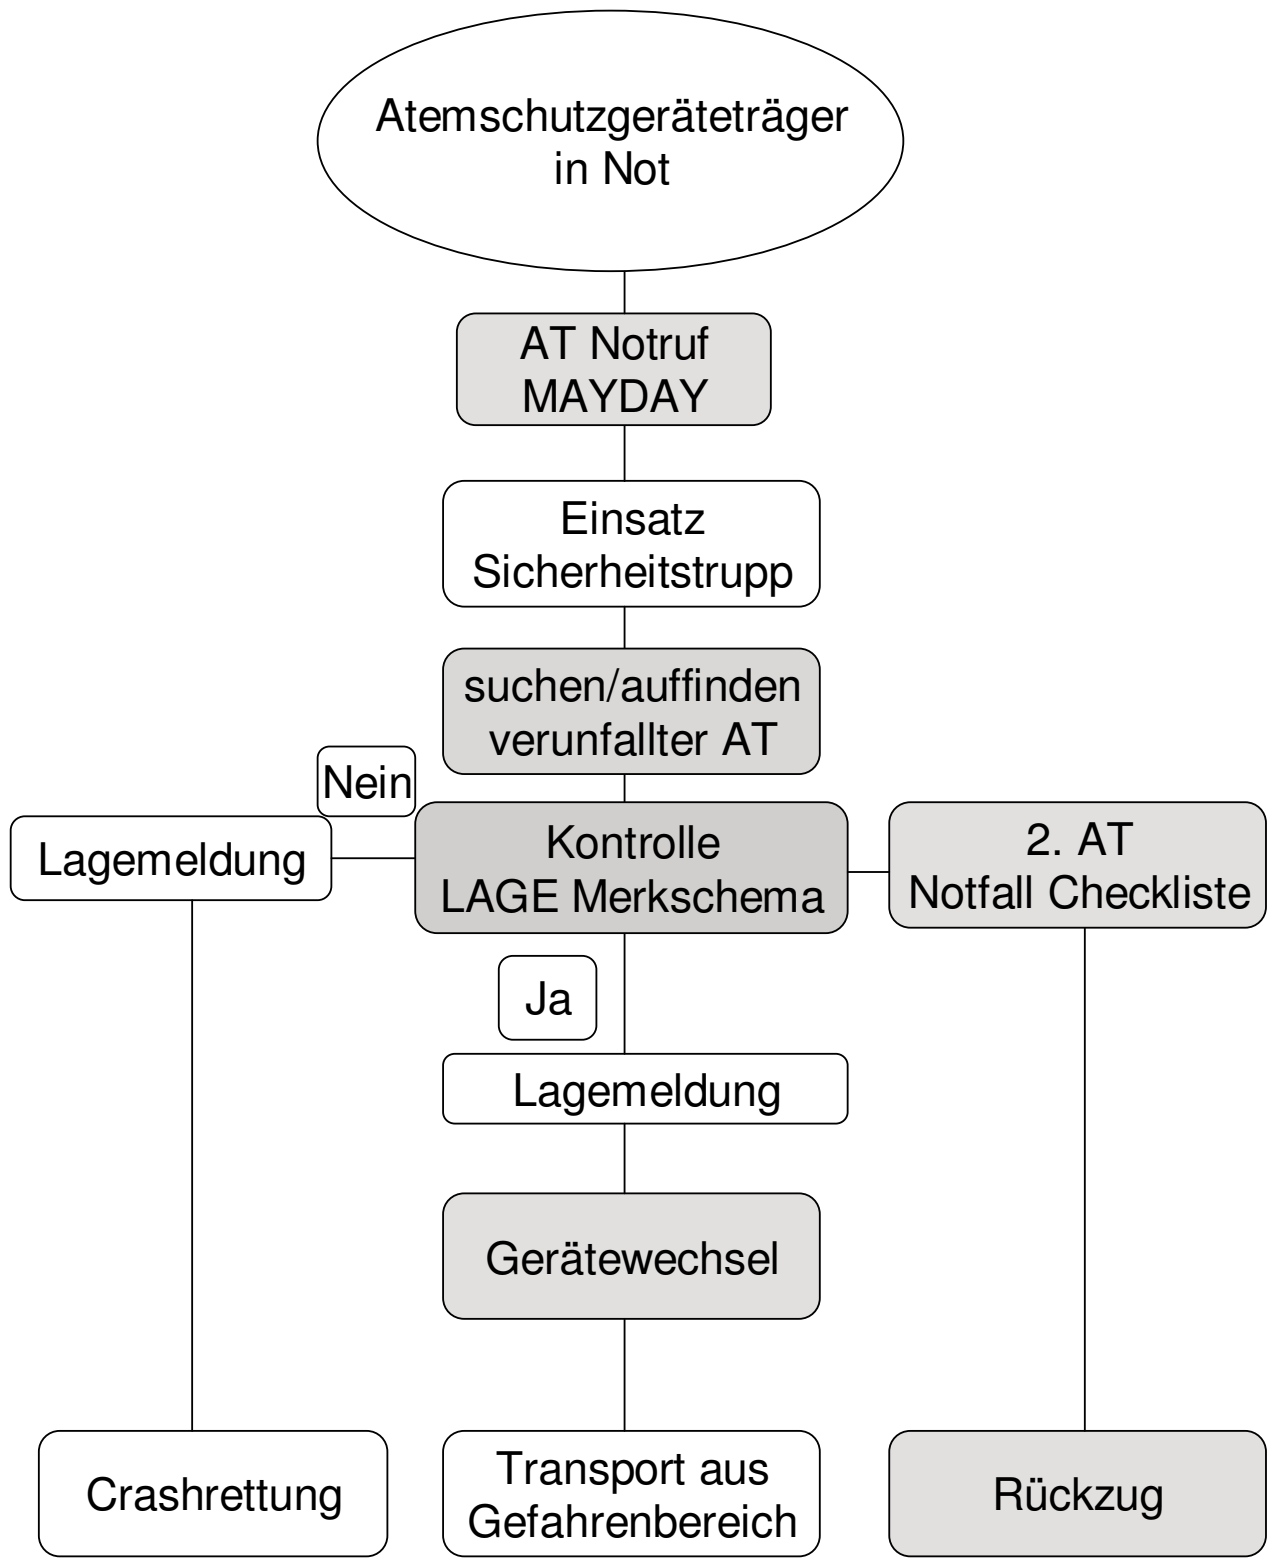 Atemschutzgeräteträger
in Not
AT Notruf
MAYDAY
Einsatz
Sicherheitstrupp
suchen/auffinden
verunfallter AT
Nein
Lagemeldung
Kontrolle
LAGE Merkschema
2. AT
Notfall Checkliste
Ja
Lagemeldung
Gerätewechsel
Crashrettung
Transport aus
Gefahrenbereich
Rückzug